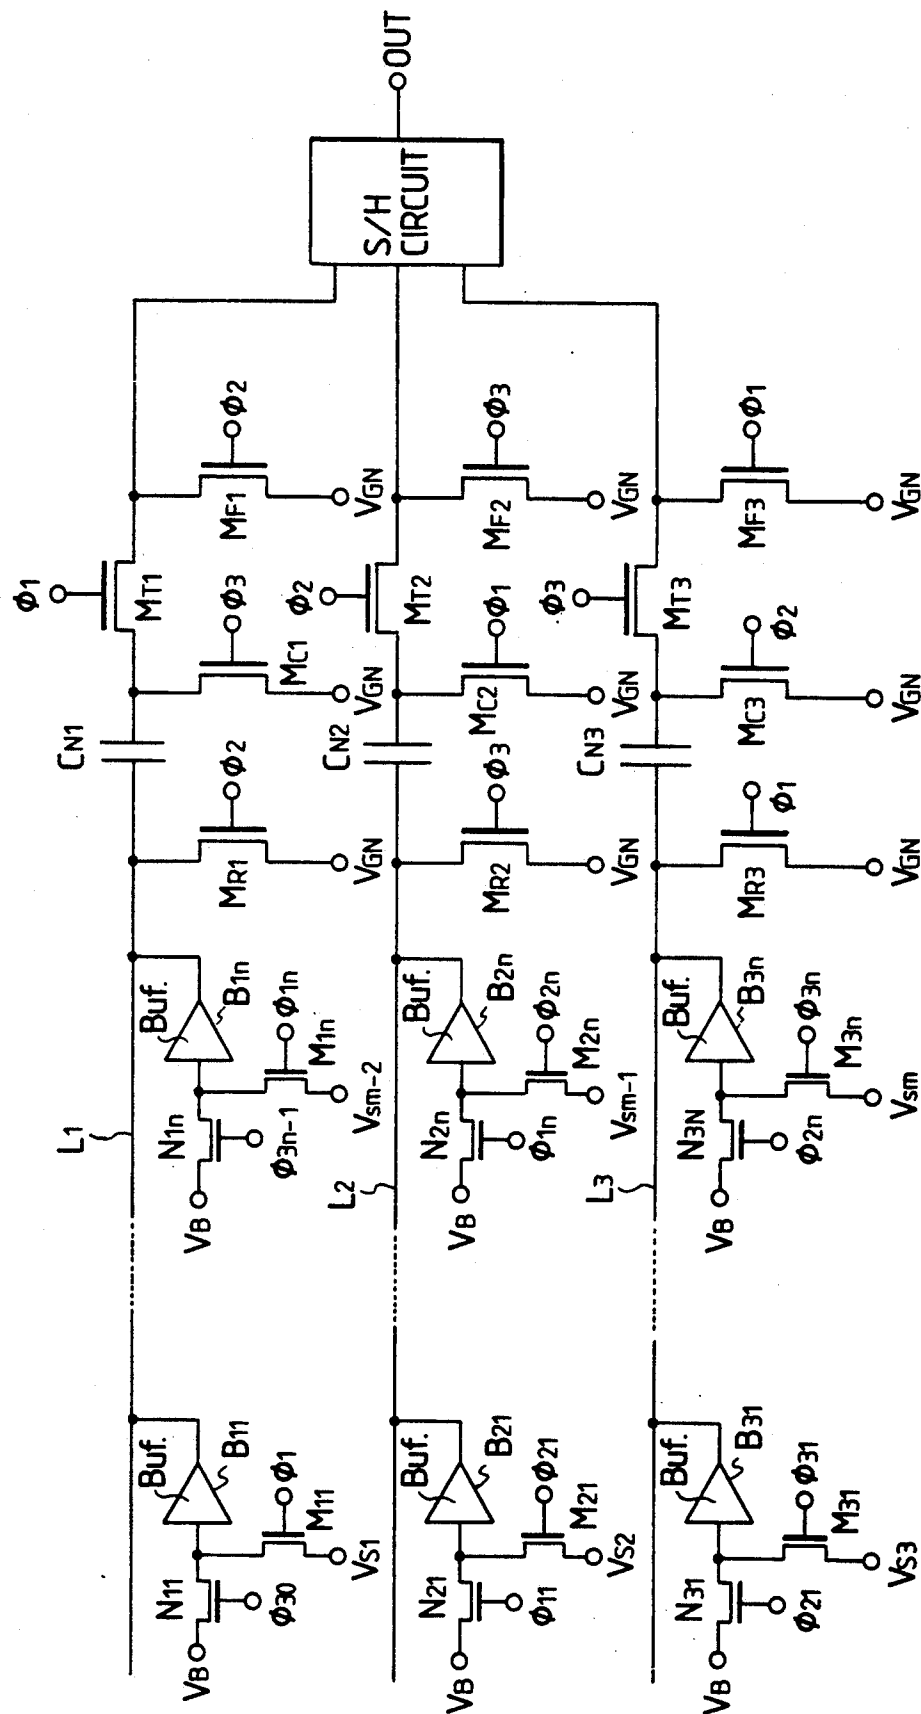 OUT
S/H
CIRCUIT
L1
Φ1
MT1
CN1
Φ2
MR1
VGN
Φ3
MC1
VGN
Φ2
MF1
VGN
Buf.
B11
N11
VB
Φ30
Φ1
M11
VS1
Buf.
B1n
N1n
VB
Φ3n-1
Φ1n
M1n
Vsm-2
L2
Φ2
MT2
CN2
Φ3
MR2
VGN
Φ1
MC2
VGN
Φ3
MF2
VGN
Buf.
B21
N21
VB
Φ11
Φ21
M21
VS2
Buf.
B2n
N2n
VB
Φ1n
Φ2n
M2n
Vsm-1
L3
Φ3
MT3
CN3
Φ1
MR3
VGN
Φ2
MC3
VGN
Φ1
MF3
VGN
Buf.
B31
N31
VB
Φ21
Φ31
M31
VS3
Buf.
B3n
N3N
VB
Φ2n
Φ3n
M3n
Vsm